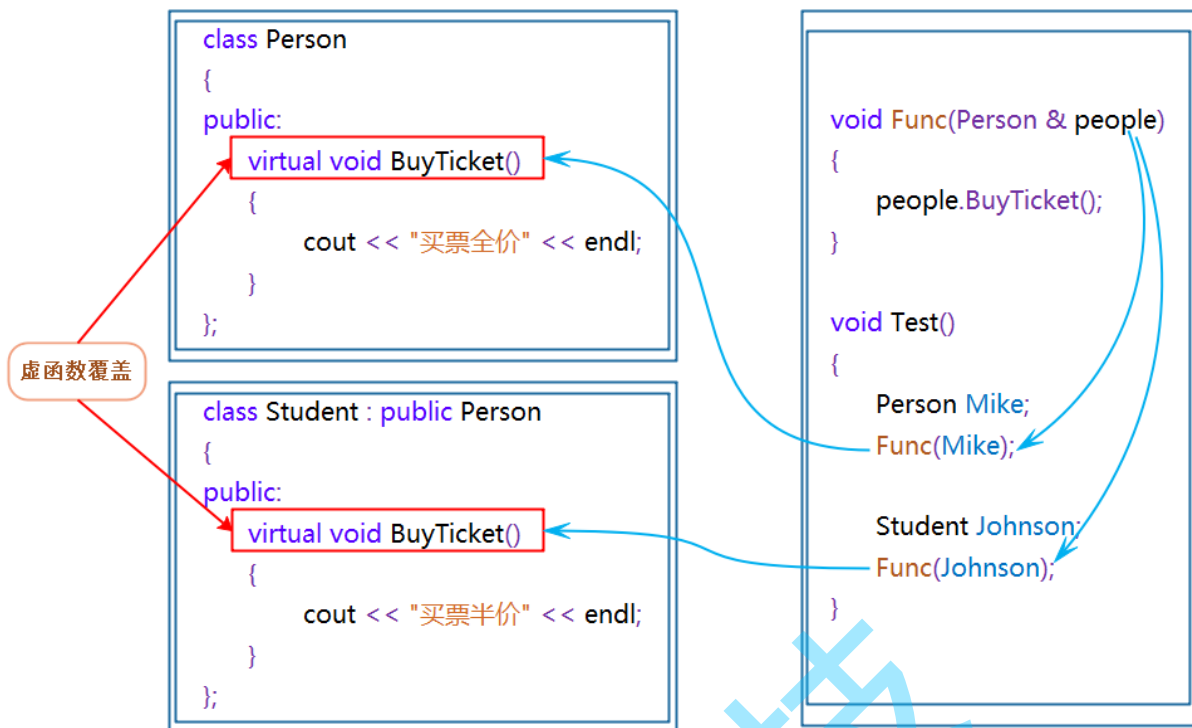 class Person
{
public:
virtual void BuyTicket()
{
cout << "买票全价" << endl;
}
};
虚函数覆盖
class Student : public Person
{
public:
virtual void BuyTicket()
{
cout << "买票半价" << endl;
}
};
void Func(Person & people)
{
people.BuyTicket();
}
void Test()
{
Person Mike;
Func(Mike);
Student Johnson;
Func(Johnson);
}